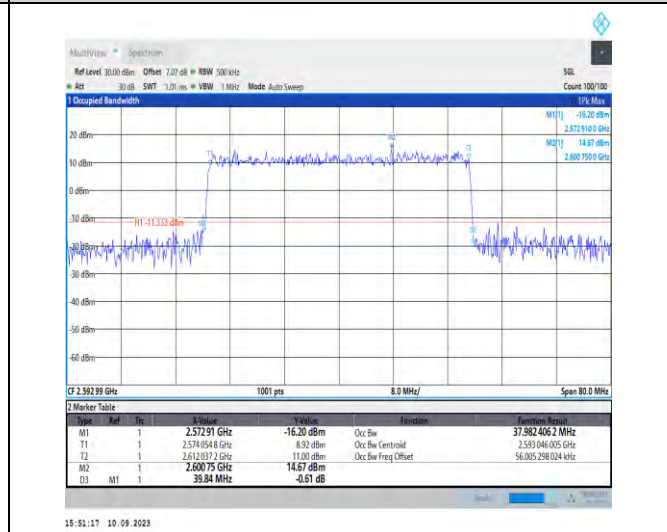 MultiView Spectrum
Ref Level 30.00 dBm Offset 7.07 dB RBW 500 kHz SGL
Att 30 dB SWT 1.01 ms VBW 1 MHz Mode Auto Sweep Count 100/100
1 Occupied Bandwidth 1Pk Max
M1[1] -16.20 dBm
2.572910 0 GHz
M2[1] 14.67 dBm
2.600 750 0 GHz
20 dBm
M2
T1
T2
10 dBm
0 dBm
-10 dBm
H1 -11.333 dBm
-20 dBm
-30 dBm
-40 dBm
-50 dBm
-60 dBm
CF 2.592 99 GHz 1001 pts 8.0 MHz/ Span 80.0 MHz
2 Marker Table
Type Ref Trc X-Value Y-Value Function Function Result
M1 1 2.57291 GHz -16.20 dBm Occ Bw 37.982 406 2 MHz
T1 1 2.574 054 8 GHz 8.92 dBm Occ Bw Centroid 2.593 046 005 GHz
T2 1 2.612 037 2 GHz 11.00 dBm Occ Bw Freq Offset 56.005 298 024 kHz
M2 1 2.60075 GHz 14.67 dBm
D3 M1 1 39.84 MHz -0.61 dB
15:51:17 10.09.2023